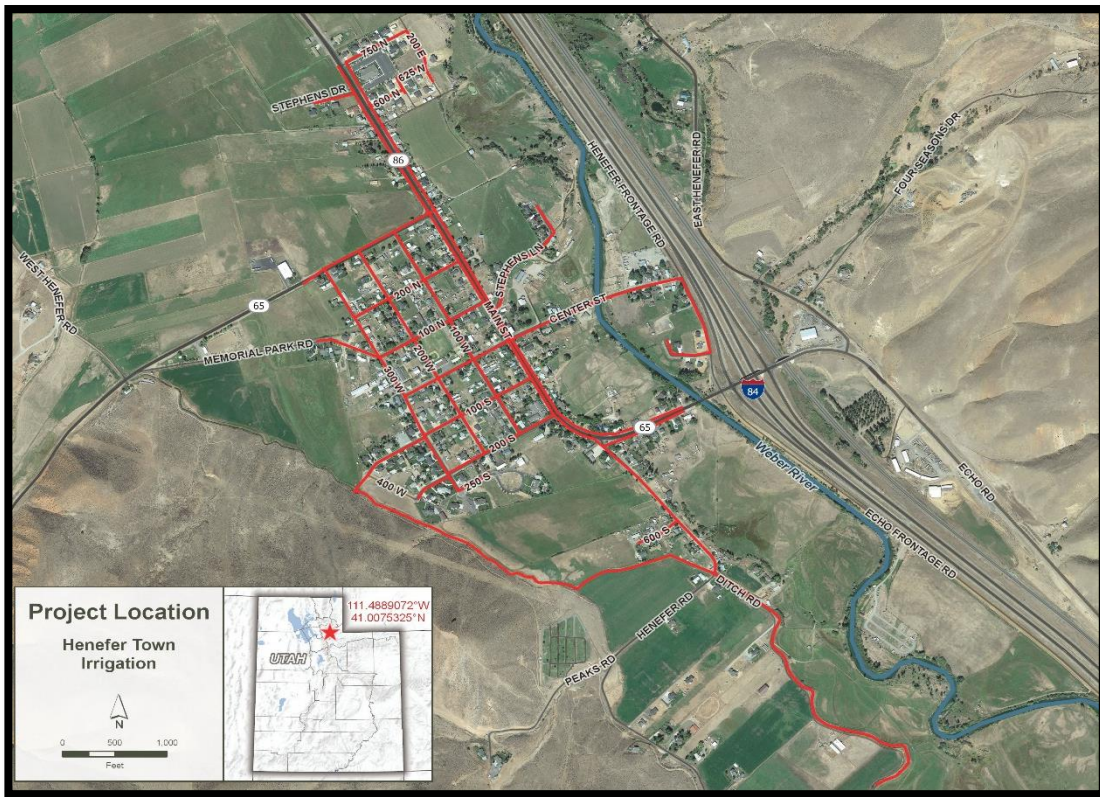 750 N
200 E
625 N
500 N
STEPHENS DR
86
HENEFER FRONTAGE RD
EAST HENEFER RD
FOUR SEASONS DR
WEST HENEFER RD
65
200 N
STEPHENS LN
MAIN ST
CENTER ST
100 N
100 W
MEMORIAL PARK RD
200 W
300 W
84
100 S
65
200 S
400 W
250 S
Weber River
ECHO RD
ECHO FRONTAGE RD
600 S
DITCH RD
HENEFER RD
PEAKS RD
Project Location
Henefer Town
Irrigation
N
0 500 1,000
Feet
111.4889072°W
41.0075325°N
UTAH